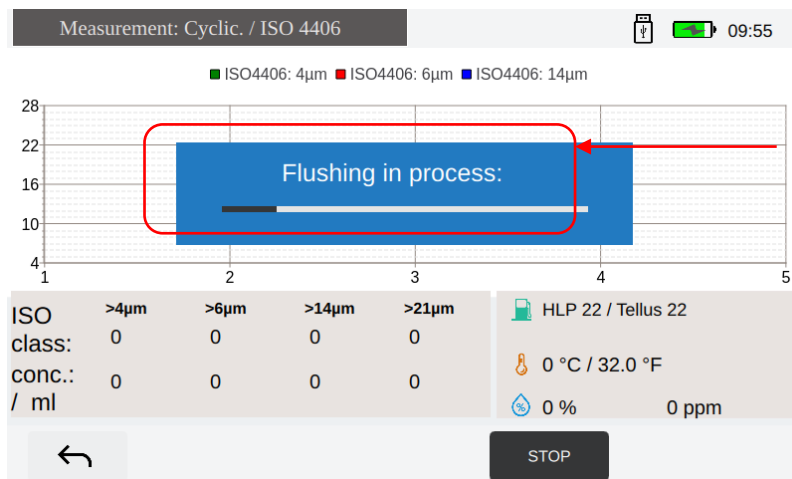 Measurement: Cyclic. / ISO 4406
09:55
ISO4406: 4µm ISO4406: 6µm ISO4406: 14µm
28
22
16
10
4
Flushing in process:
1 2 3 4 5
ISO class: >4µm >6µm >14µm >21µm
0 0 0 0
conc.: / ml 0 0 0 0
HLP 22 / Tellus 22
0 °C / 32.0 °F
% 0 % 0 ppm
STOP